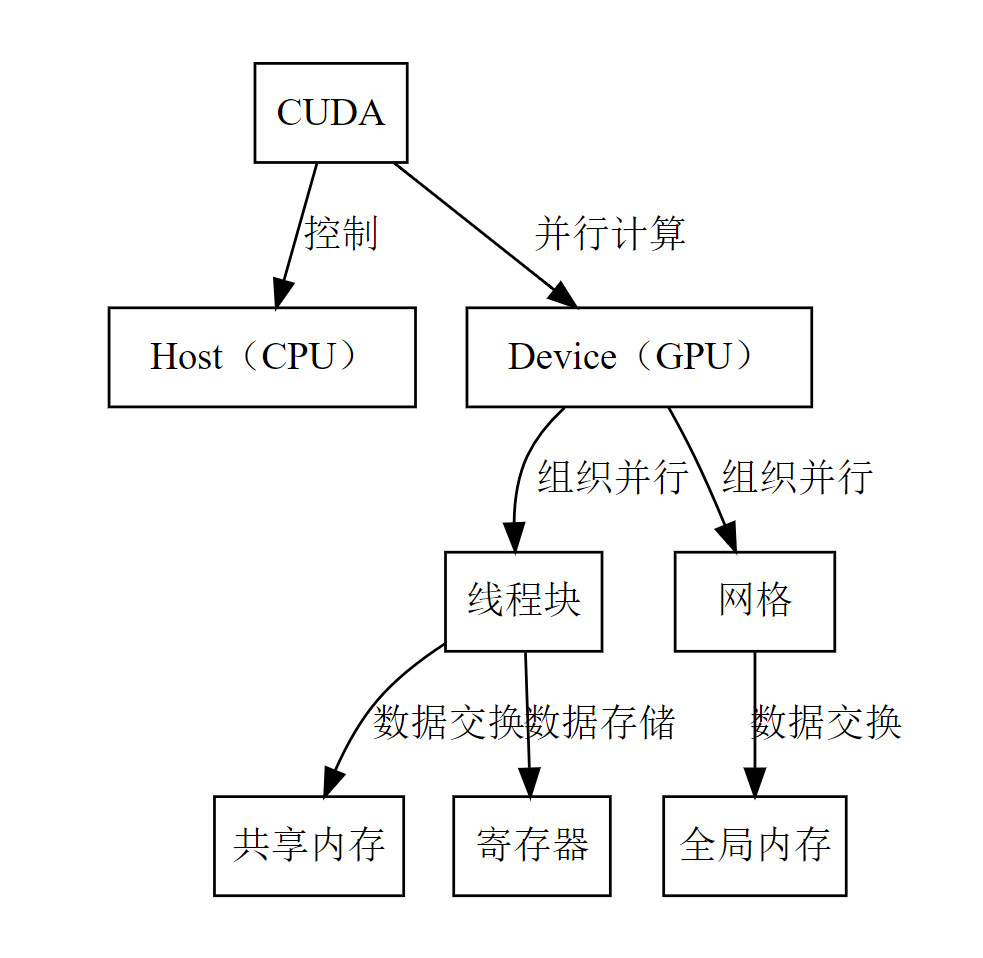 CUDA
控制
并行计算
Host（CPU）
Device（GPU）
组织并行
组织并行
线程块
网格
数据交换
数据存储
数据交换
共享内存
寄存器
全局内存